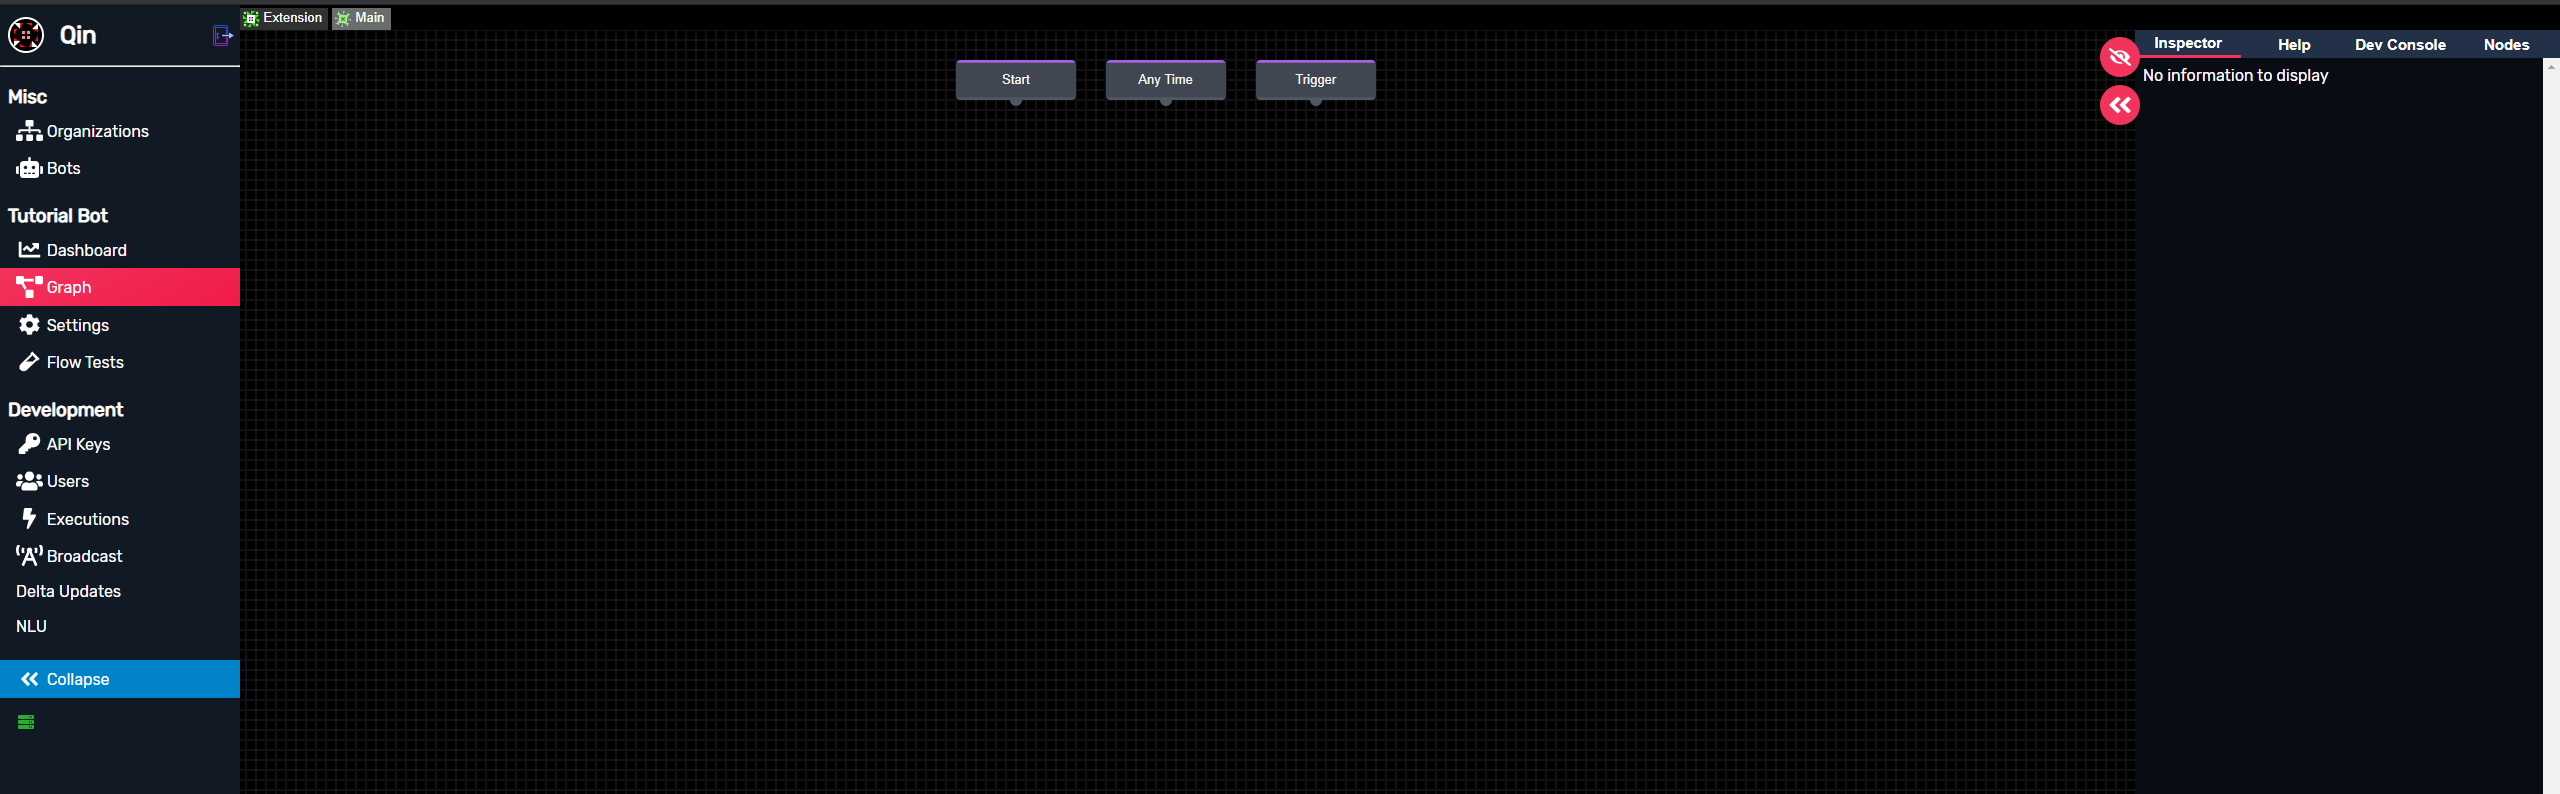 Qin
Misc
Organizations
Bots
Tutorial Bot
Dashboard
Graph
Settings
Flow Tests
Development
API Keys
Users
Executions
Broadcast
Delta Updates
NLU
Collapse
Extension Main
Start Any Time Trigger
Inspector Help Dev Console Nodes
No information to display